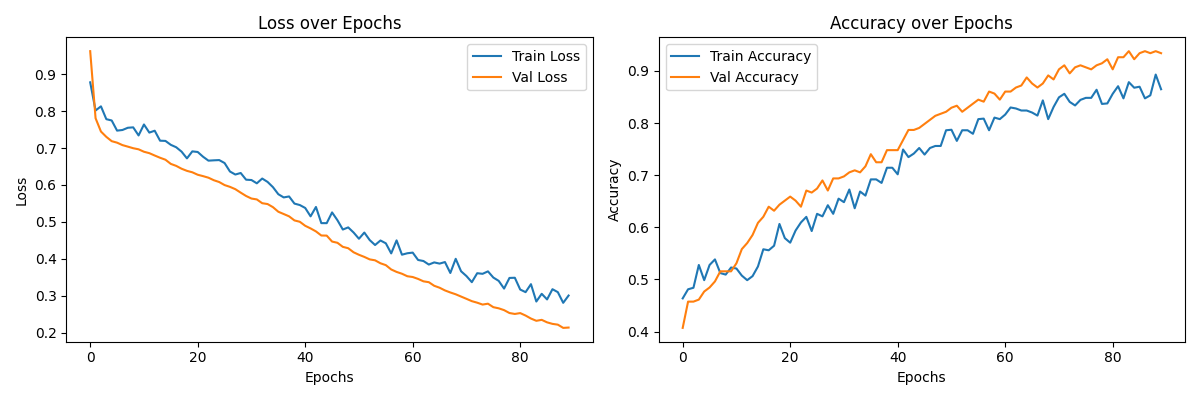 Loss over Epochs
Train Loss
Val Loss
0.9
0.8
0.7
0.6
0.5
0.4
0.3
0.2
Loss
0
20
40
60
80
Epochs
Accuracy over Epochs
Train Accuracy
Val Accuracy
0.9
0.8
0.7
0.6
0.5
0.4
Accuracy
0
20
40
60
80
Epochs